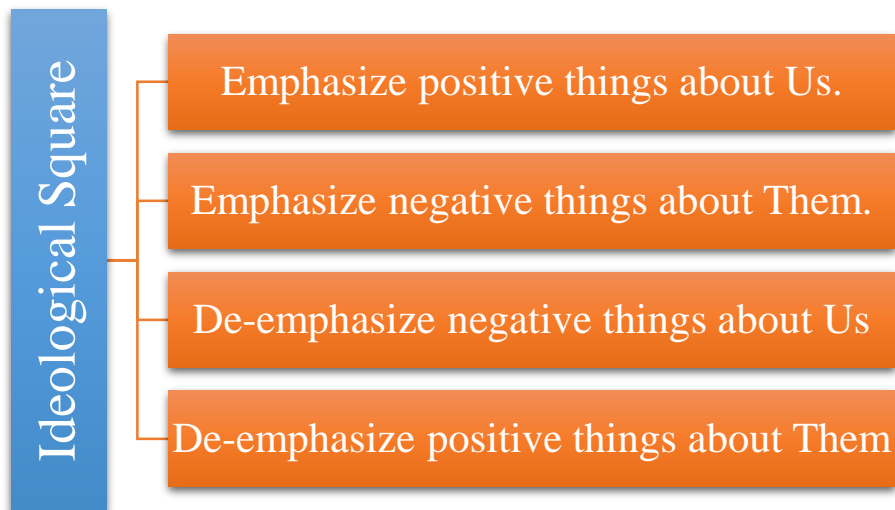 Ideological Square
Emphasize positive things about Us.
Emphasize negative things about Them.
De-emphasize negative things about Us
De-emphasize positive things about Them